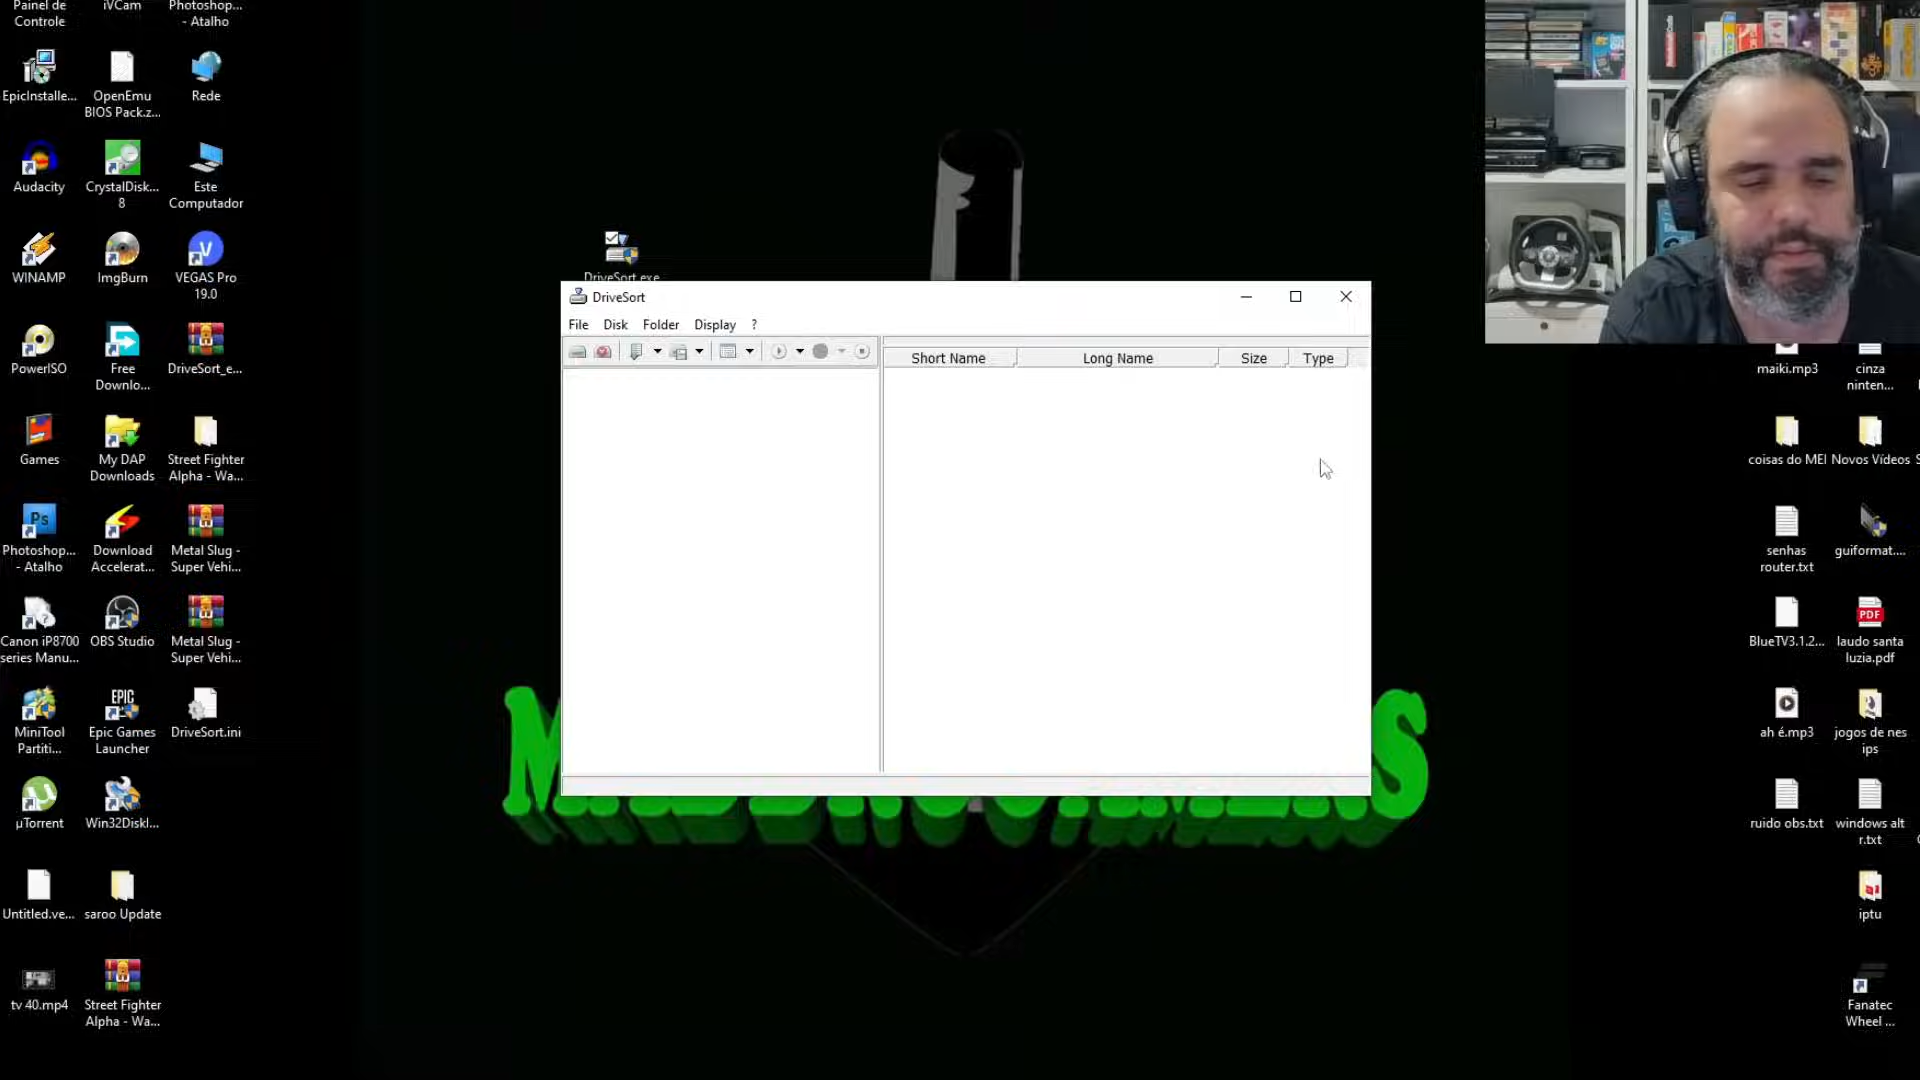 Painel de
Controle
iVCam
Photoshop...
- Atalho
EpicInstalle...
OpenEmu
BIOS Pack.z...
Rede
Audacity
CrystalDisk...
8
Este
Computador
WINAMP
ImgBurn
VEGAS Pro
19.0
PowerISO
Free
Downlo...
DriveSort_e...
Games
My DAP
Downloads
Street Fighter
Alpha - Wa...
Photoshop...
- Atalho
Download
Accelerat...
Metal Slug -
Super Vehi...
Canon iP8700
series Manu...
OBS Studio
Metal Slug -
Super Vehi...
MiniTool
Partiti...
Epic Games
Launcher
DriveSort.ini
µTorrent
Win32DiskI...
Untitled.ve...
saroo Update
tv 40.mp4
Street Fighter
Alpha - Wa...
DriveSort.exe
DriveSort
File Disk Folder Display ?
Short Name Long Name Size Type
maiki.mp3
cinza
ninten...
coisas do MEI
Novos Vídeos
senhas
router.txt
guiformat....
BlueTV3.1.2...
laudo santa
luzia.pdf
ah é.mp3
jogos de nes
ips
ruido obs.txt
windows alt
r.txt
iptu
Fanatec
Wheel ...